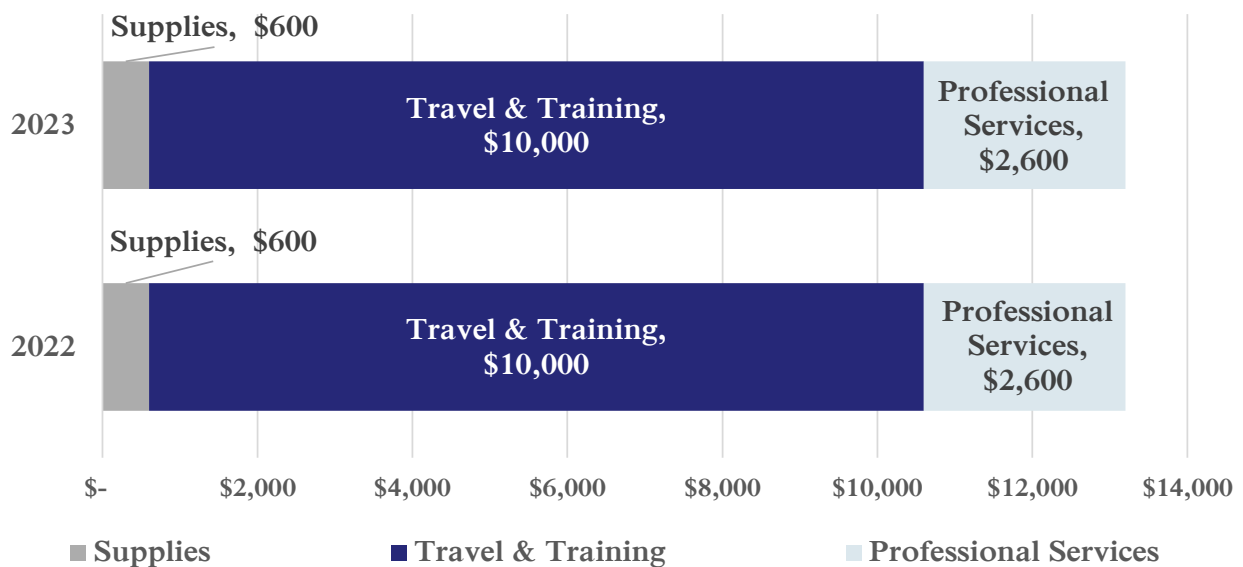 Supplies, $600
2023
Travel & Training,
$10,000
Professional
Services,
$2,600
Supplies, $600
2022
Travel & Training,
$10,000
Professional
Services,
$2,600
$- $2,000 $4,000 $6,000 $8,000 $10,000 $12,000 $14,000
Supplies Travel & Training Professional Services